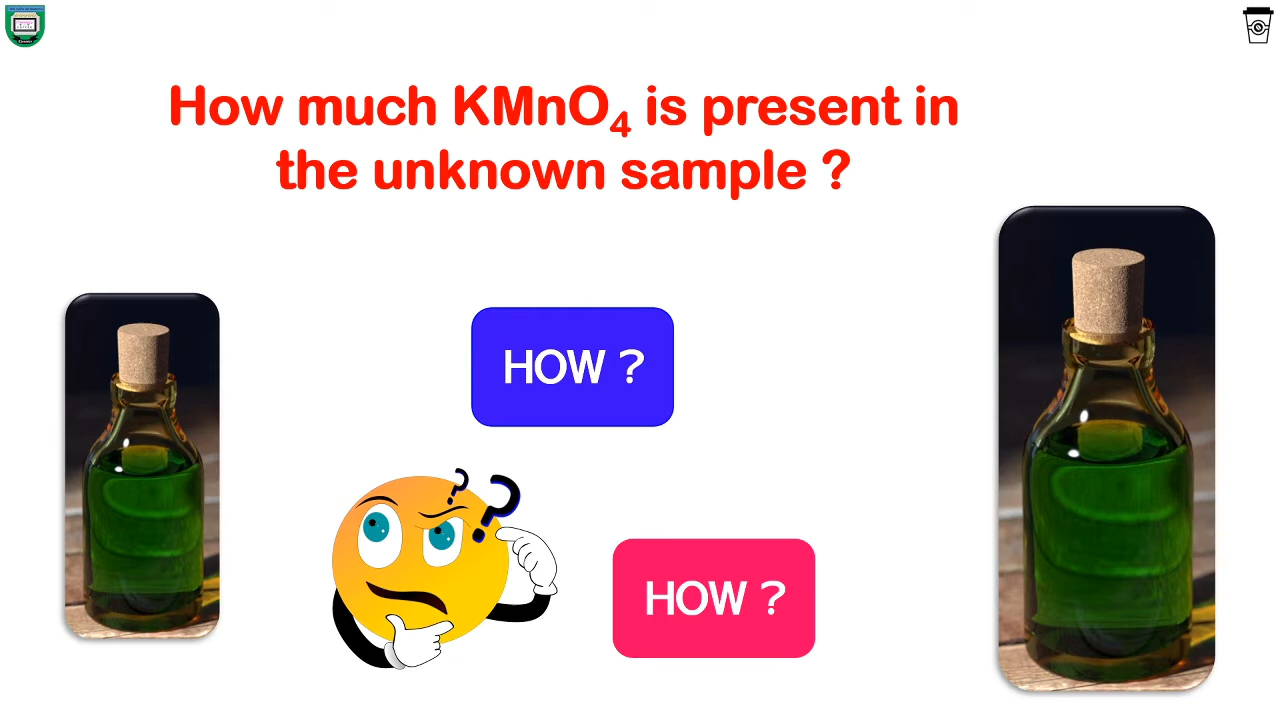 How much KMnO₄ is present in
the unknown sample ?
HOW ?
HOW ?